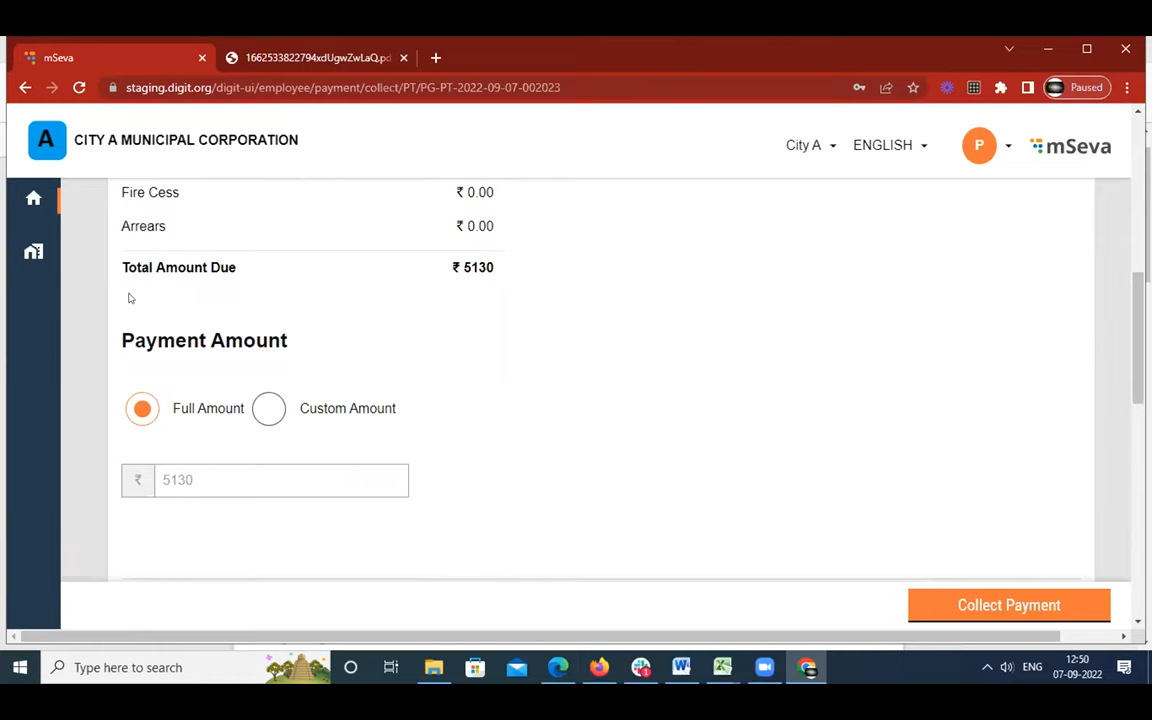 mSeva
1662533822794xdUgwZwLaQ.pd
staging.digit.org/digit-ui/employee/payment/collect/PT/PG-PT-2022-09-07-002023
Paused
A
CITY A MUNICIPAL CORPORATION
City A
ENGLISH
P
mSeva
Fire Cess ₹ 0.00
Arrears ₹ 0.00
Total Amount Due ₹ 5130
Payment Amount
Full Amount
Custom Amount
₹ 5130
Collect Payment
Type here to search
ENG
12:50
07-09-2022